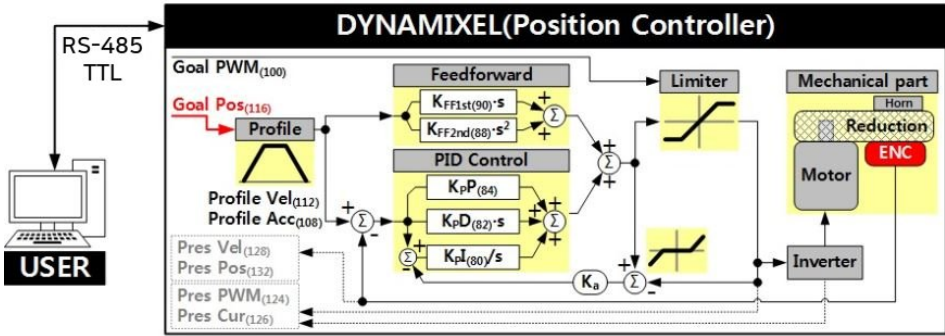 DYNAMIXEL(Position Controller)
RS-485
TTL
USER
Goal PWM(100)
Goal Pos(116)
Profile
Profile Vel(112)
Profile Acc(108)
Feedforward
KFF1st(90)·s
KFF2nd(88)·s²
+
+
Σ
PID Control
KPP(84)
KPD(82)·s
KPI(80)/s
+
+
+
Σ
+
Σ
-
Σ
-
+
+
Σ
Limiter
Ka
+
Σ
-
Mechanical part
Horn
Reduction
ENC
Motor
Inverter
Pres Vel(128)
Pres Pos(132)
Pres PWM(124)
Pres Cur(126)